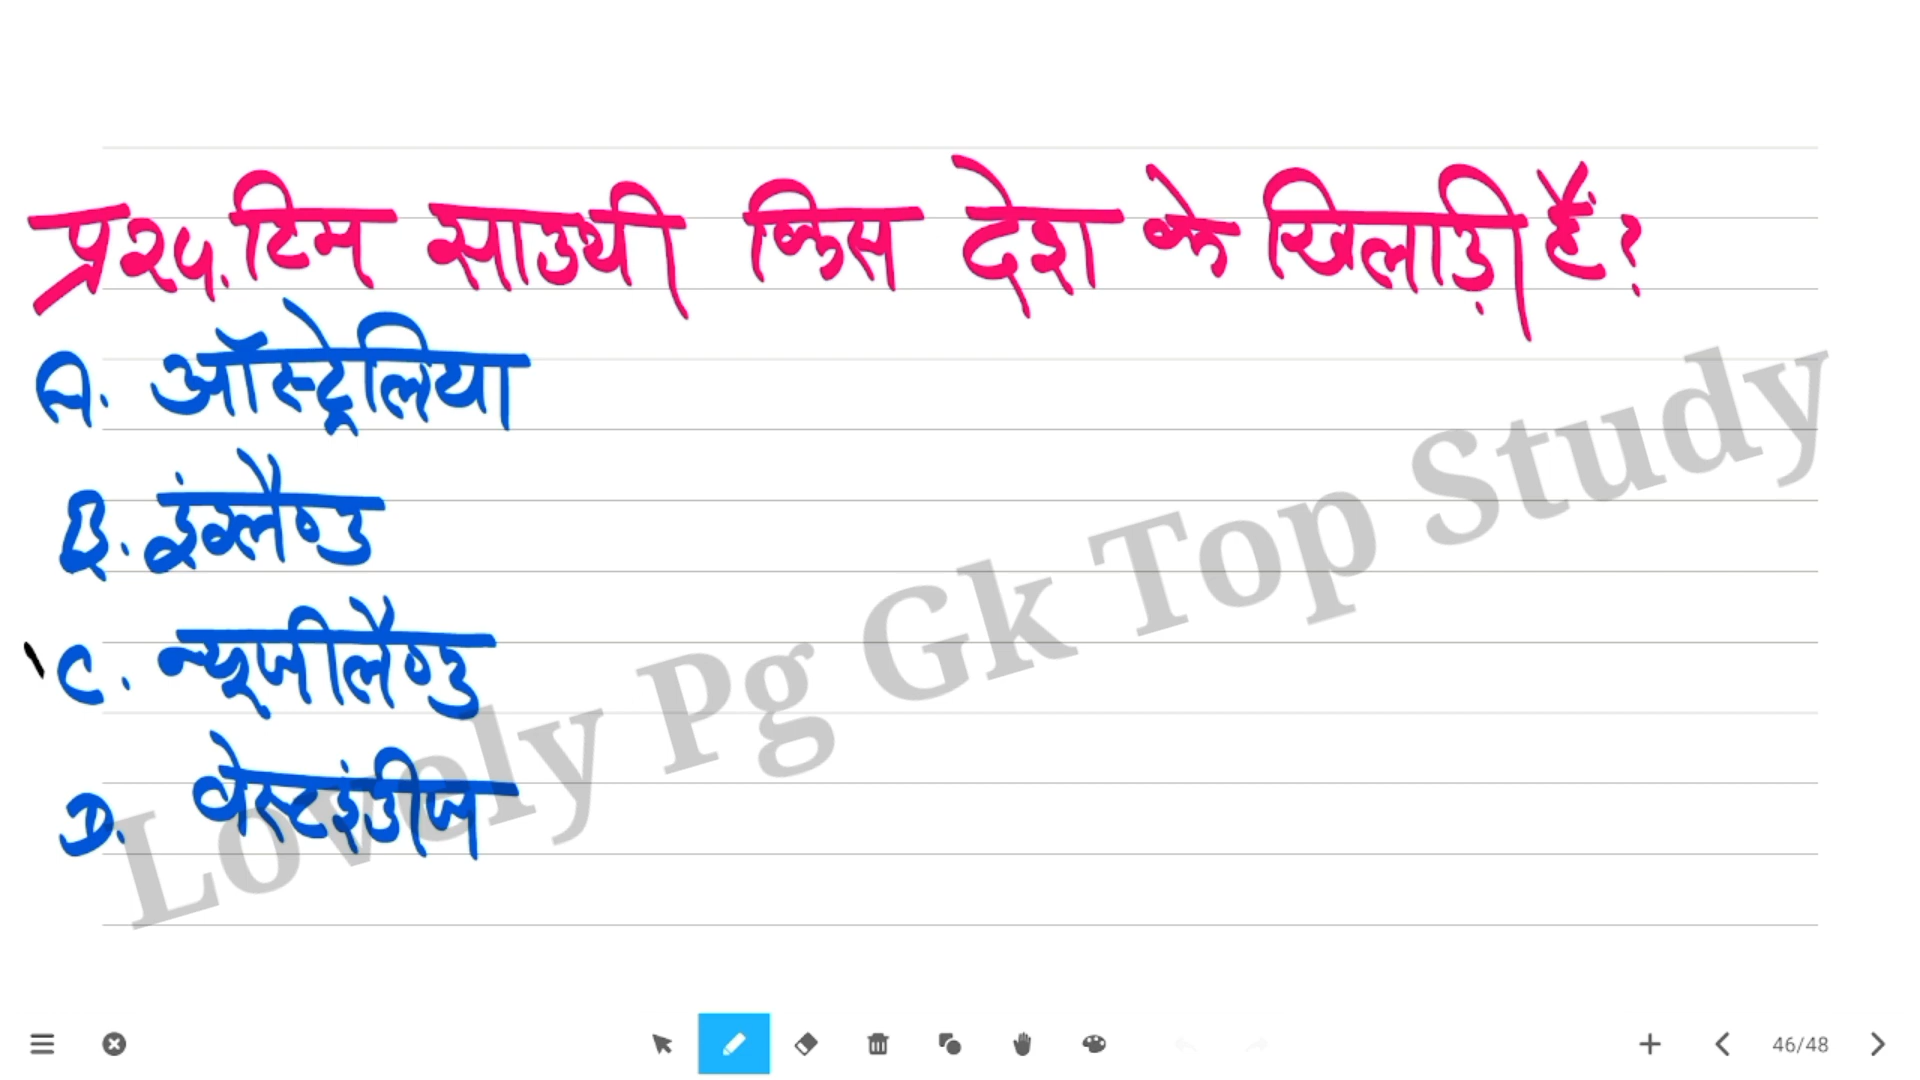 प्र२५. टिम साउथी किस देश के खिलाड़ी हैं?
A. ऑस्ट्रेलिया
B. इंग्लैण्ड
C. न्यूजीलैण्ड
D. वेस्टइंडीज
Lovely Pg Gk Top Study
46/48